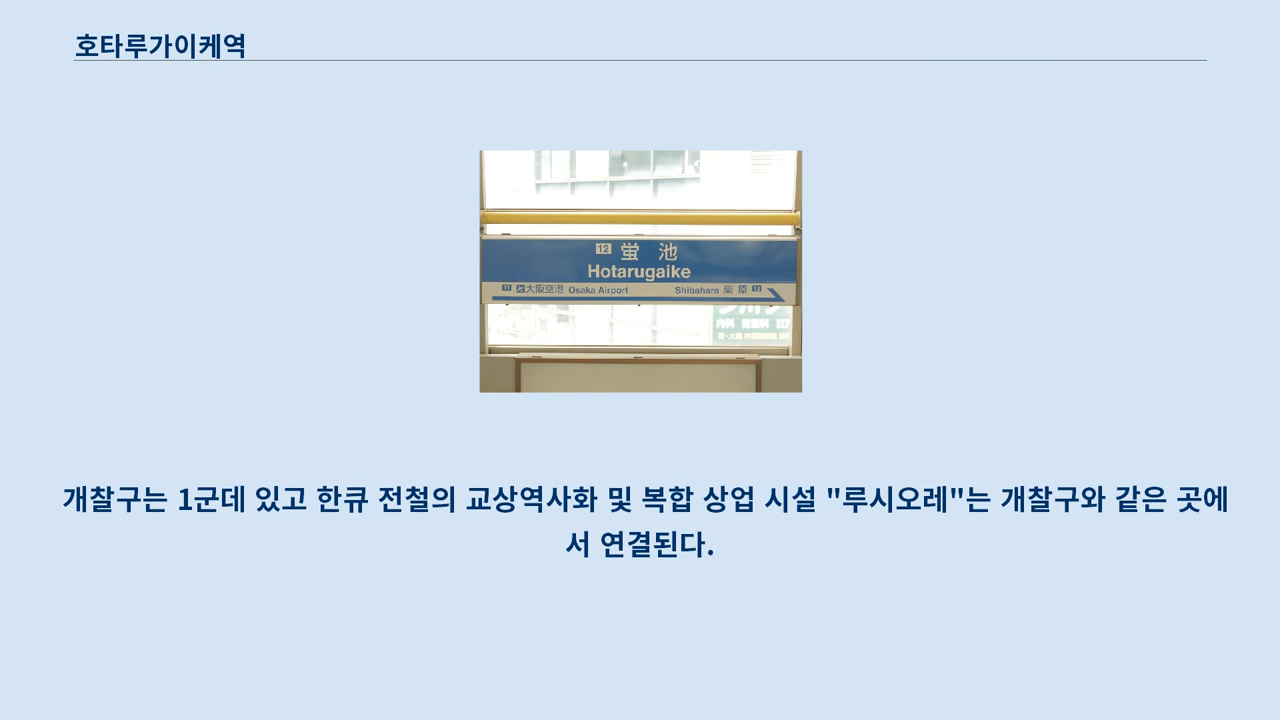 호타루가이케역
12 蛍 池
Hotarugaike
11 大阪空港 Osaka Airport Shibahara 柴 原 13
内科
개찰구는 1군데 있고 한큐 전철의 교상역사화 및 복합 상업 시설 "루시오레"는 개찰구와 같은 곳에
서 연결된다.